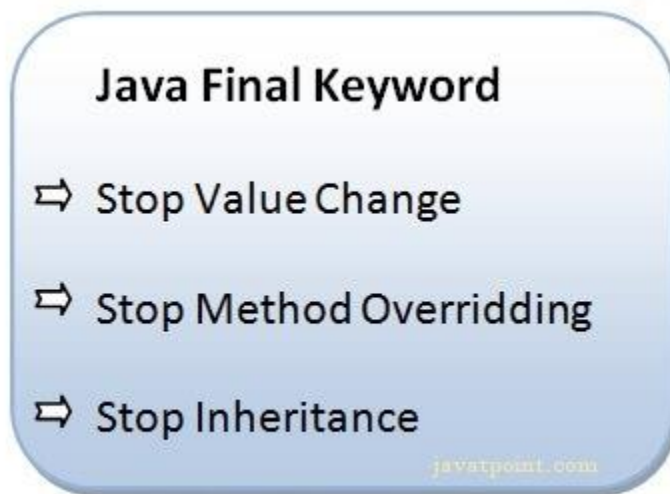 Java Final Keyword
Stop Value Change
Stop Method Overridding
Stop Inheritance
javatpoint.com